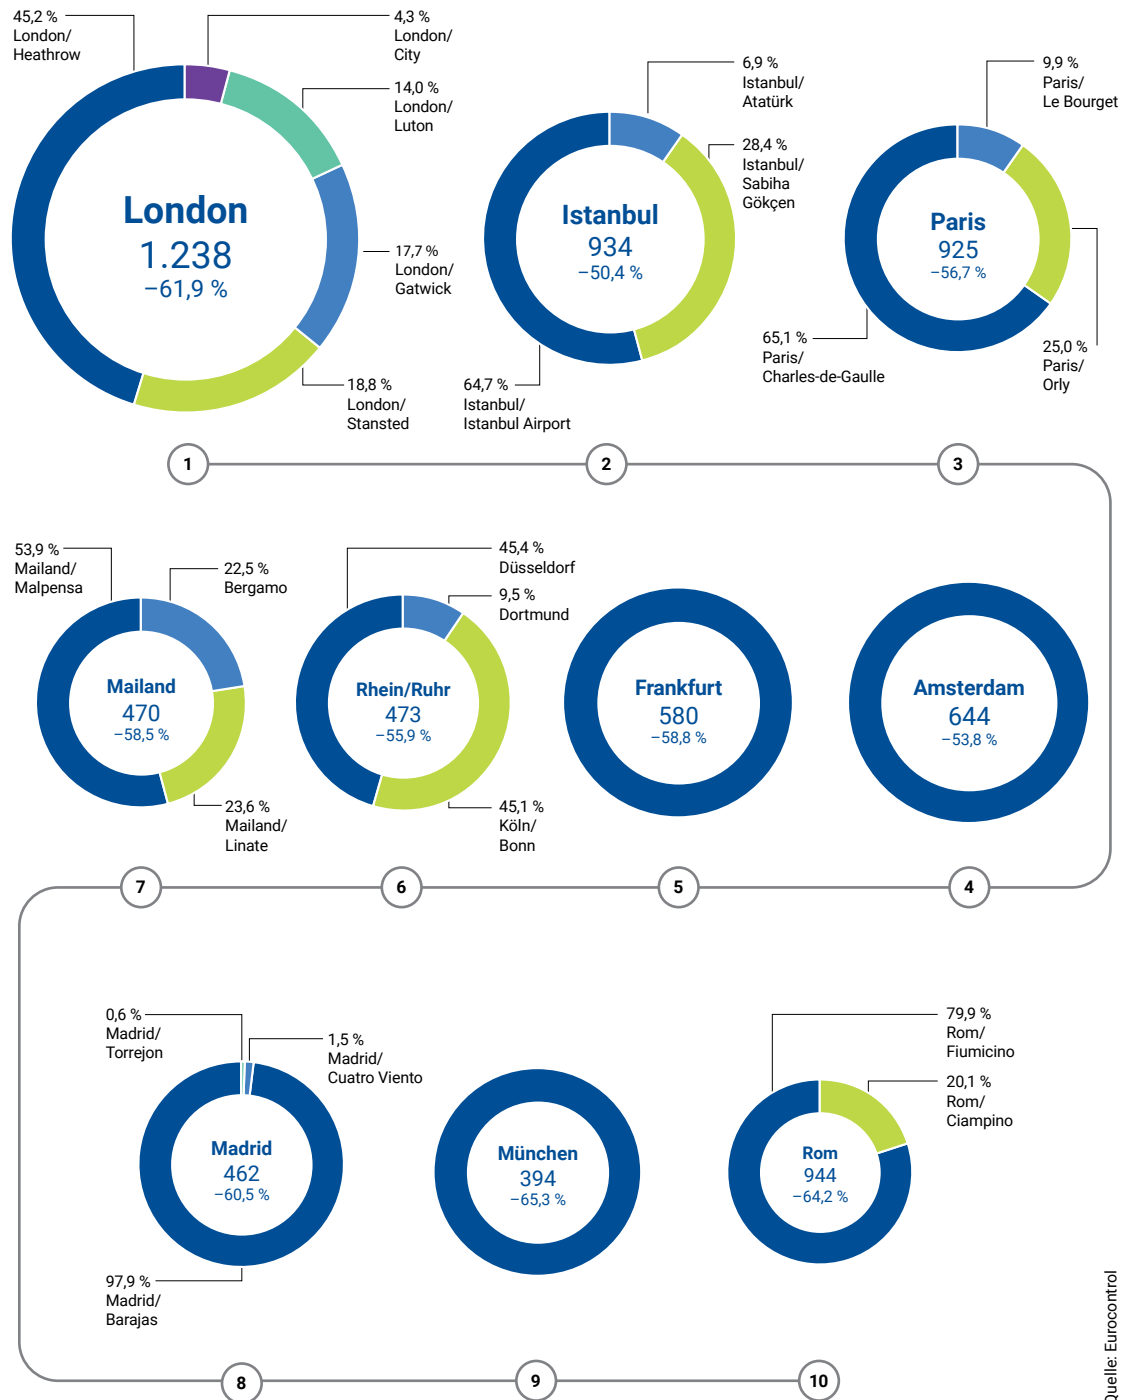 45,2 %
London/
Heathrow
4,3 %
London/
City
14,0 %
London/
Luton
17,7 %
London/
Gatwick
18,8 %
London/
Stansted
London
1.238
–61,9 %
6,9 %
Istanbul/
Atatürk
28,4 %
Istanbul/
Sabiha
Gökçen
64,7 %
Istanbul/
Istanbul Airport
Istanbul
934
–50,4 %
9,9 %
Paris/
Le Bourget
25,0 %
Paris/
Orly
65,1 %
Paris/
Charles-de-Gaulle
Paris
925
–56,7 %
1
2
3
53,9 %
Mailand/
Malpensa
22,5 %
Bergamo
23,6 %
Mailand/
Linate
Mailand
470
–58,5 %
45,4 %
Düsseldorf
9,5 %
Dortmund
45,1 %
Köln/
Bonn
Rhein/Ruhr
473
–55,9 %
Frankfurt
580
–58,8 %
Amsterdam
644
–53,8 %
7
6
5
4
0,6 %
Madrid/
Torrejon
1,5 %
Madrid/
Cuatro Viento
97,9 %
Madrid/
Barajas
Madrid
462
–60,5 %
München
394
–65,3 %
79,9 %
Rom/
Fiumicino
20,1 %
Rom/
Ciampino
Rom
944
–64,2 %
8
9
10
Quelle: Eurocontrol